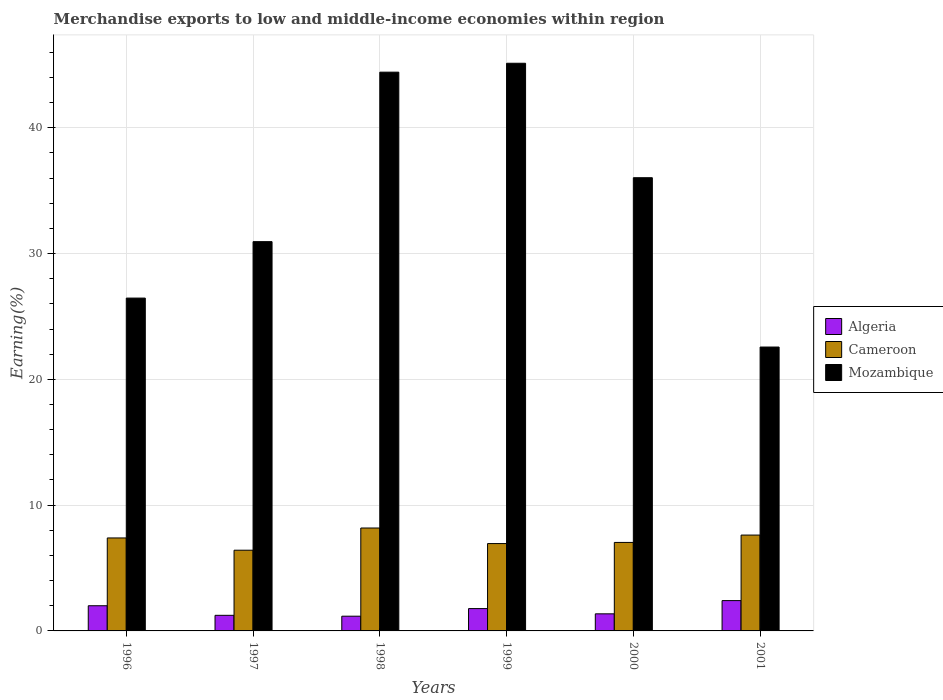 Merchandise exports to low and middle-income economies within region
Earning(%)
40
30
20
10
0
1996
1997
1998
1999
2000
2001
Years
Algeria
Cameroon
Mozambique